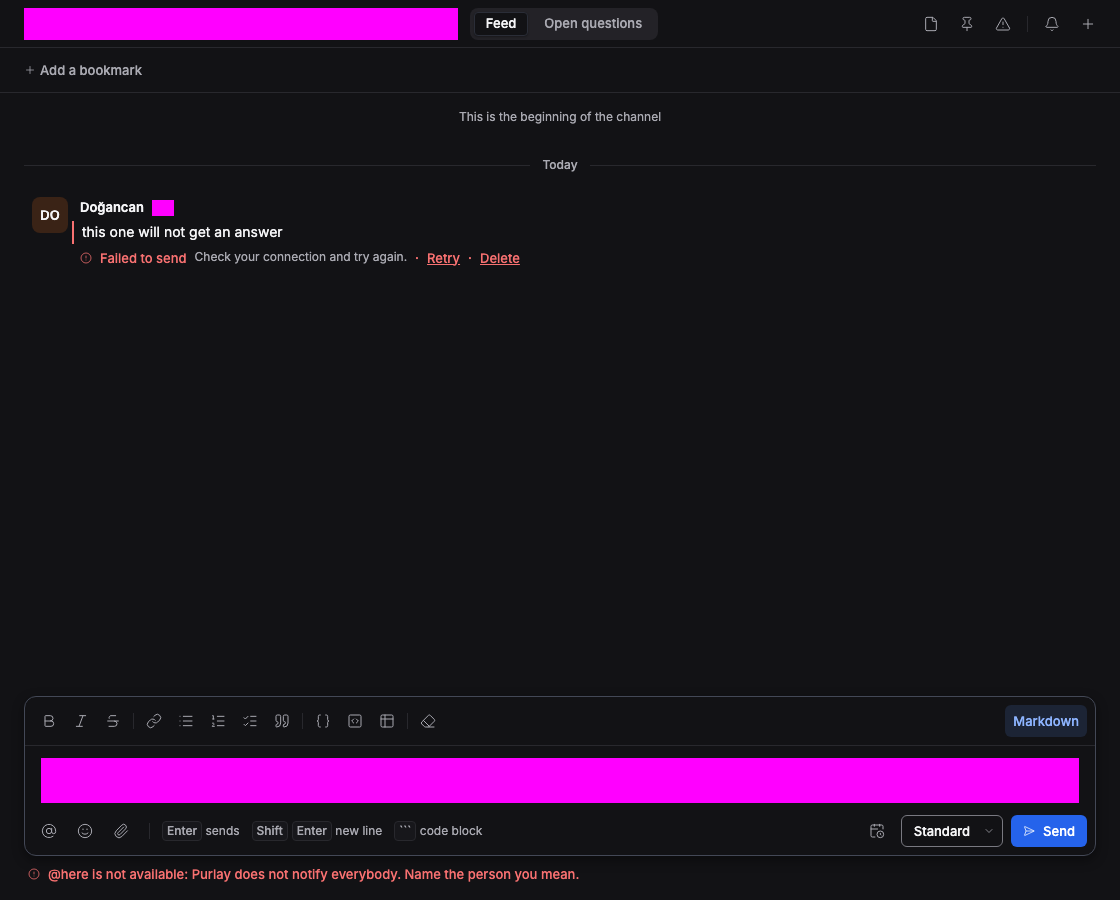 Feed Open questions
Add a bookmark
This is the beginning of the channel
Today
DO Doğancan
this one will not get an answer
Failed to send Check your connection and try again. · Retry · Delete
Markdown
Enter sends Shift Enter new line ``` code block Standard Send
@here is not available: Purlay does not notify everybody. Name the person you mean.